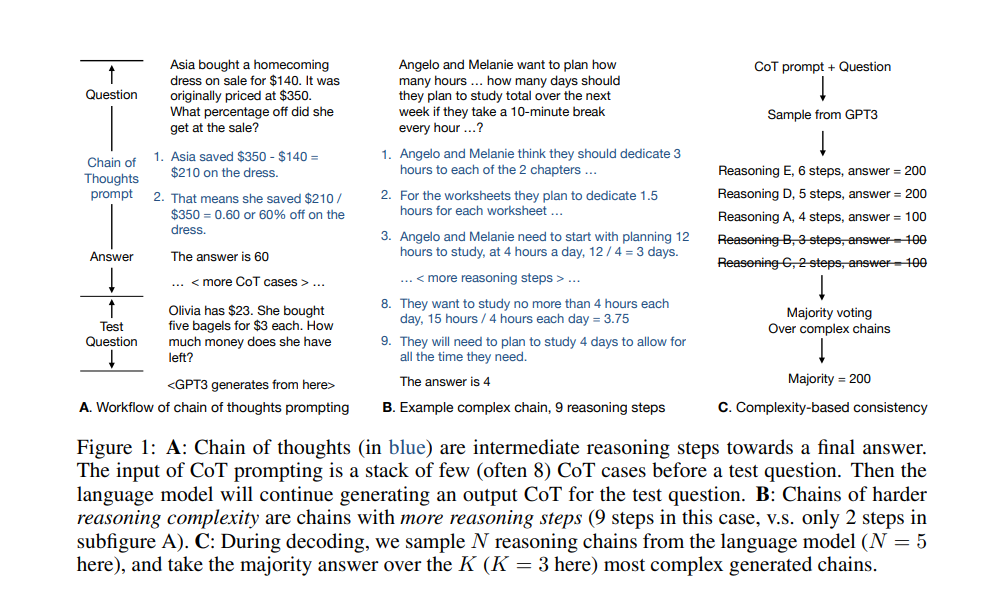 Question
Chain of
Thoughts
prompt
Answer
Test
Question
Asia bought a homecoming
dress on sale for $140. It was
originally priced at $350.
What percentage off did she
get at the sale?
1. Asia saved $350 - $140 =
$210 on the dress.
2. That means she saved $210 /
$350 = 0.60 or 60% off on the
dress.
The answer is 60
... < more CoT cases > ...
Olivia has $23. She bought
five bagels for $3 each. How
much money does she have
left?
<GPT3 generates from here>
A. Workflow of chain of thoughts prompting
Angelo and Melanie want to plan how
many hours ... how many days should
they plan to study total over the next
week if they take a 10-minute break
every hour ...?
1. Angelo and Melanie think they should dedicate 3
hours to each of the 2 chapters ...
2. For the worksheets they plan to dedicate 1.5
hours for each worksheet ...
3. Angelo and Melanie need to start with planning 12
hours to study, at 4 hours a day, 12 / 4 = 3 days.
... < more reasoning steps > ...
8. They want to study no more than 4 hours each
day, 15 hours / 4 hours each day = 3.75
9. They will need to plan to study 4 days to allow for
all the time they need.
The answer is 4
B. Example complex chain, 9 reasoning steps
CoT prompt + Question
Sample from GPT3
Reasoning E, 6 steps, answer = 200
Reasoning D, 5 steps, answer = 200
Reasoning A, 4 steps, answer = 100
Reasoning B, 3 steps, answer = 100
Reasoning C, 2 steps, answer = 100
Majority voting
Over complex chains
Majority = 200
C. Complexity-based consistency
Figure 1: A: Chain of thoughts (in blue) are intermediate reasoning steps towards a final answer.
The input of CoT prompting is a stack of few (often 8) CoT cases before a test question. Then the
language model will continue generating an output CoT for the test question. B: Chains of harder
reasoning complexity are chains with more reasoning steps (9 steps in this case, v.s. only 2 steps in
subfigure A). C: During decoding, we sample N reasoning chains from the language model (N = 5
here), and take the majority answer over the K (K = 3 here) most complex generated chains.